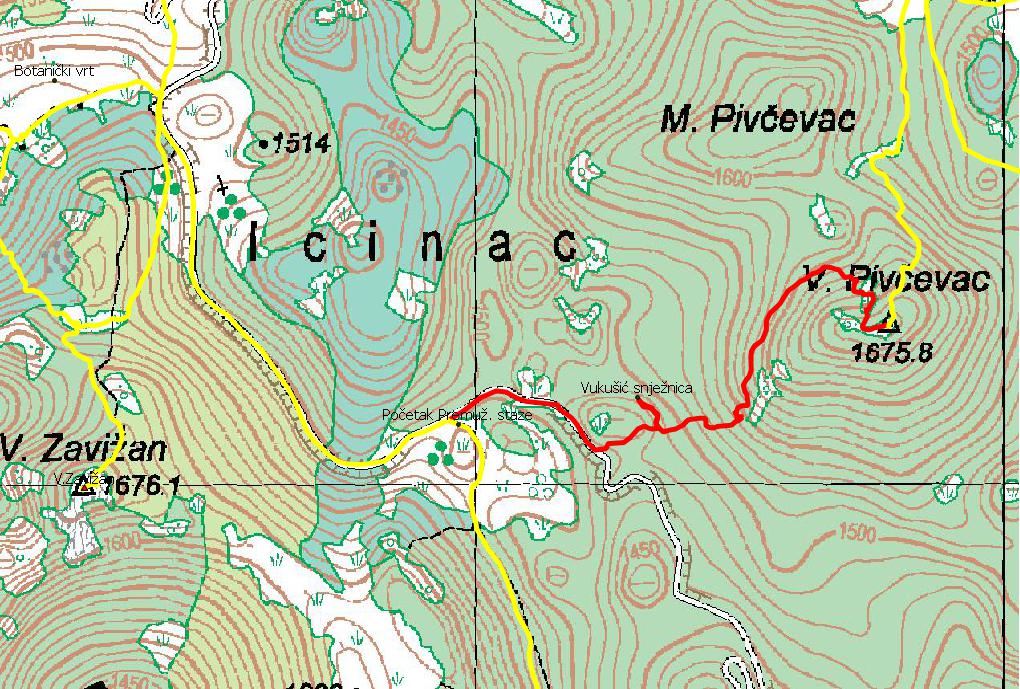 1500
Botanički vrt
1514
1450
M. Pivčevac
1600
1500
Icinac
V. Pivčevac
1675.8
Vukušić snježnica
Početak Premuž. staze
V. Zavižan
1676.1
1600
1500
1450
1450